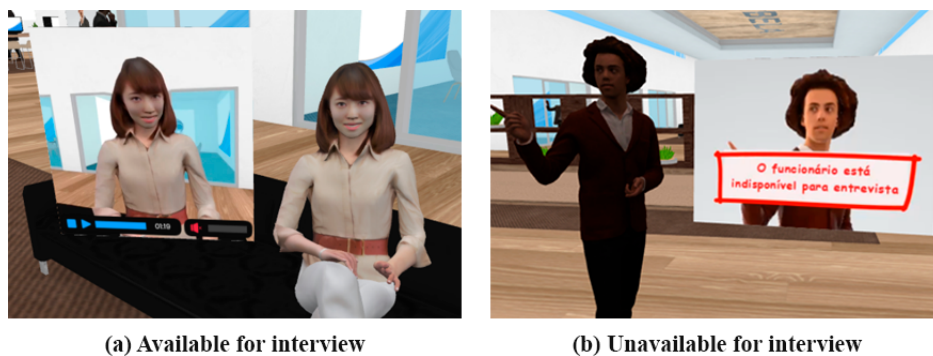 01:19
O funcionário está
indisponível para entrevista
(a) Available for interview
(b) Unavailable for interview